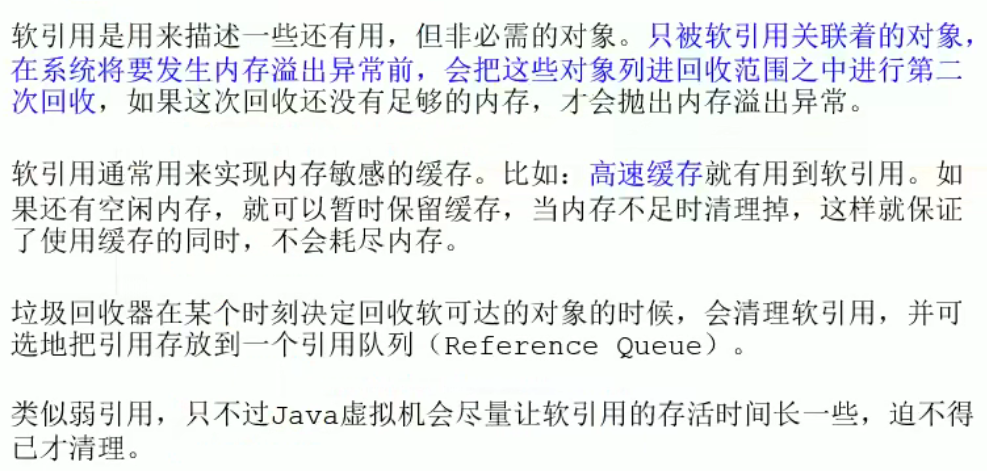 软引用是用来描述一些还有用，但非必需的对象。只被软引用关联着的对象，
在系统将要发生内存溢出异常前，会把这些对象列进回收范围之中进行第二
次回收，如果这次回收还没有足够的内存，才会抛出内存溢出异常。
软引用通常用来实现内存敏感的缓存。比如：高速缓存就有用到软引用。如
果还有空闲内存，就可以暂时保留缓存，当内存不足时清理掉，这样就保证
了使用缓存的同时，不会耗尽内存。
垃圾回收器在某个时刻决定回收软可达的对象的时候，会清理软引用，并可
选地把引用存放到一个引用队列（Reference Queue）。
类似弱引用，只不过Java虚拟机会尽量让软引用的存活时间长一些，迫不得
已才清理。